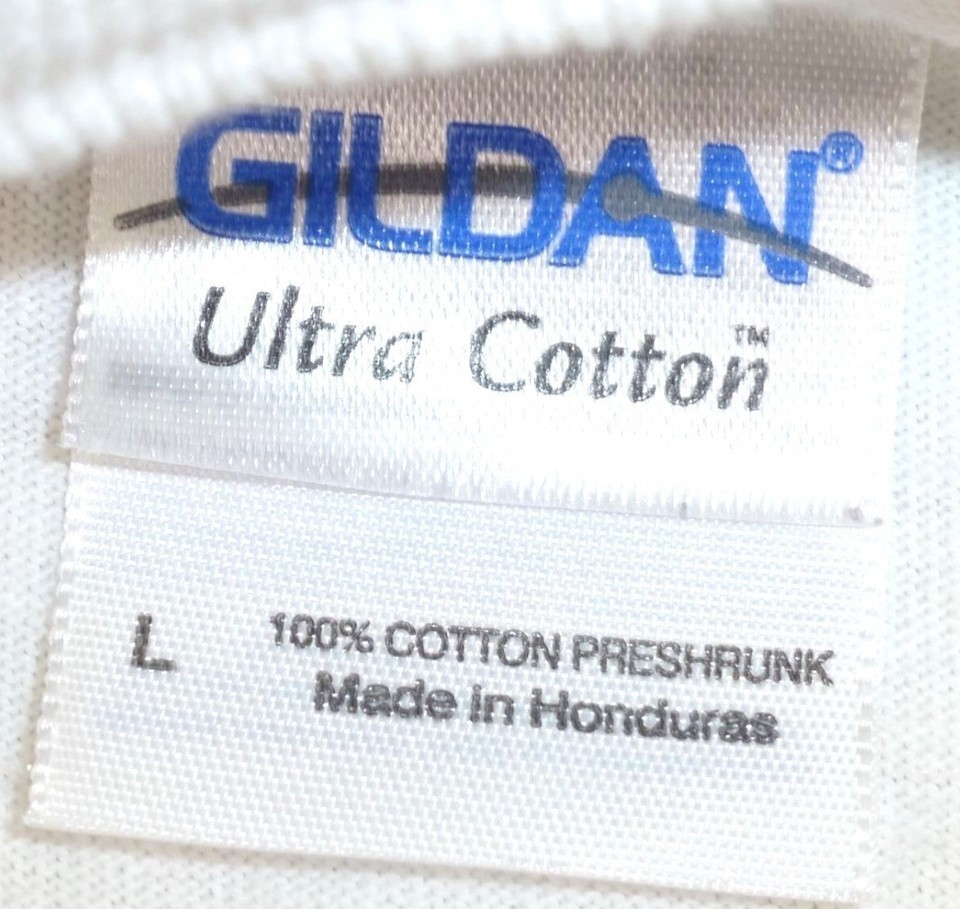 GILDAN®
Ultra Cotton™
L 100% COTTON PRESHRUNK
Made in Honduras